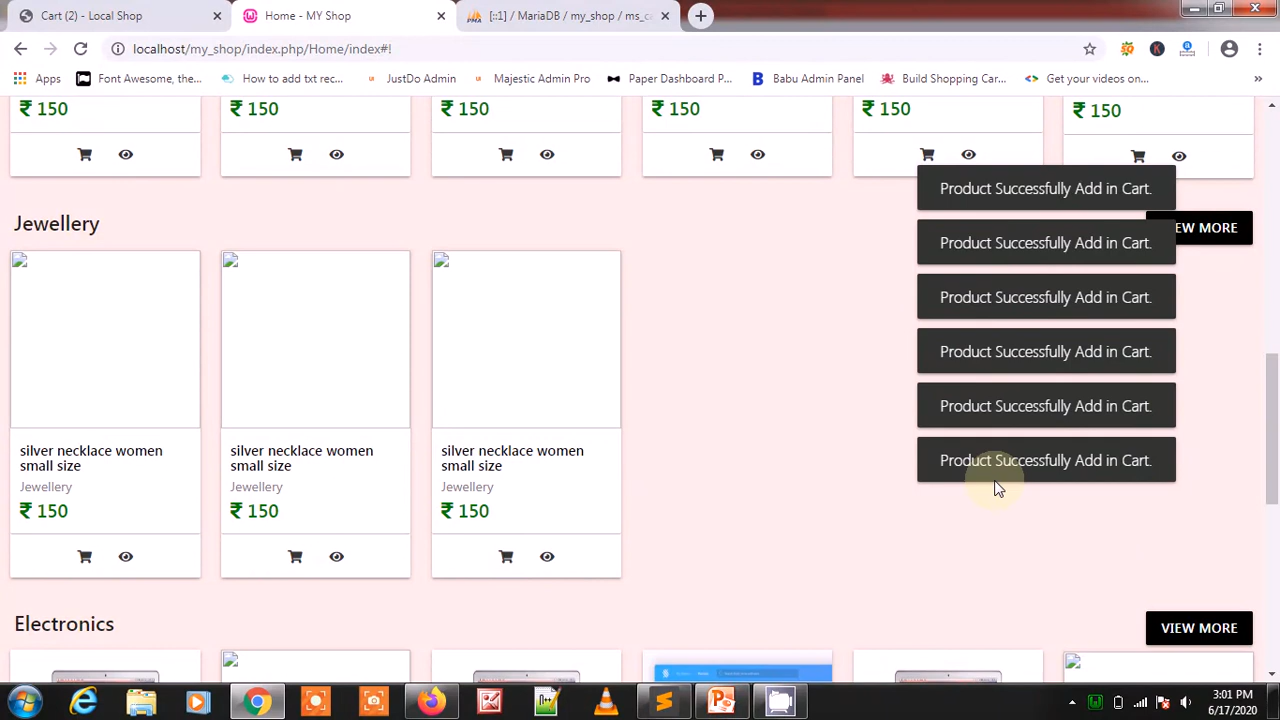 Cart (2) - Local Shop
Home - MY Shop
[::1] / MariaDB / my_shop / ms_c
localhost/my_shop/index.php/Home/index#!
Apps
Font Awesome, the...
How to add txt rec...
JustDo Admin
Majestic Admin Pro
Paper Dashboard P...
Babu Admin Panel
Build Shopping Car...
Get your videos on...
»
₹ 150
₹ 150
₹ 150
₹ 150
₹ 150
₹ 150
Product Successfully Add in Cart.
Jewellery
EW MORE
Product Successfully Add in Cart.
Product Successfully Add in Cart.
Product Successfully Add in Cart.
Product Successfully Add in Cart.
Product Successfully Add in Cart.
silver necklace women
small size
Jewellery
₹ 150
silver necklace women
small size
Jewellery
₹ 150
silver necklace women
small size
Jewellery
₹ 150
Electronics
VIEW MORE
3:01 PM
6/17/2020